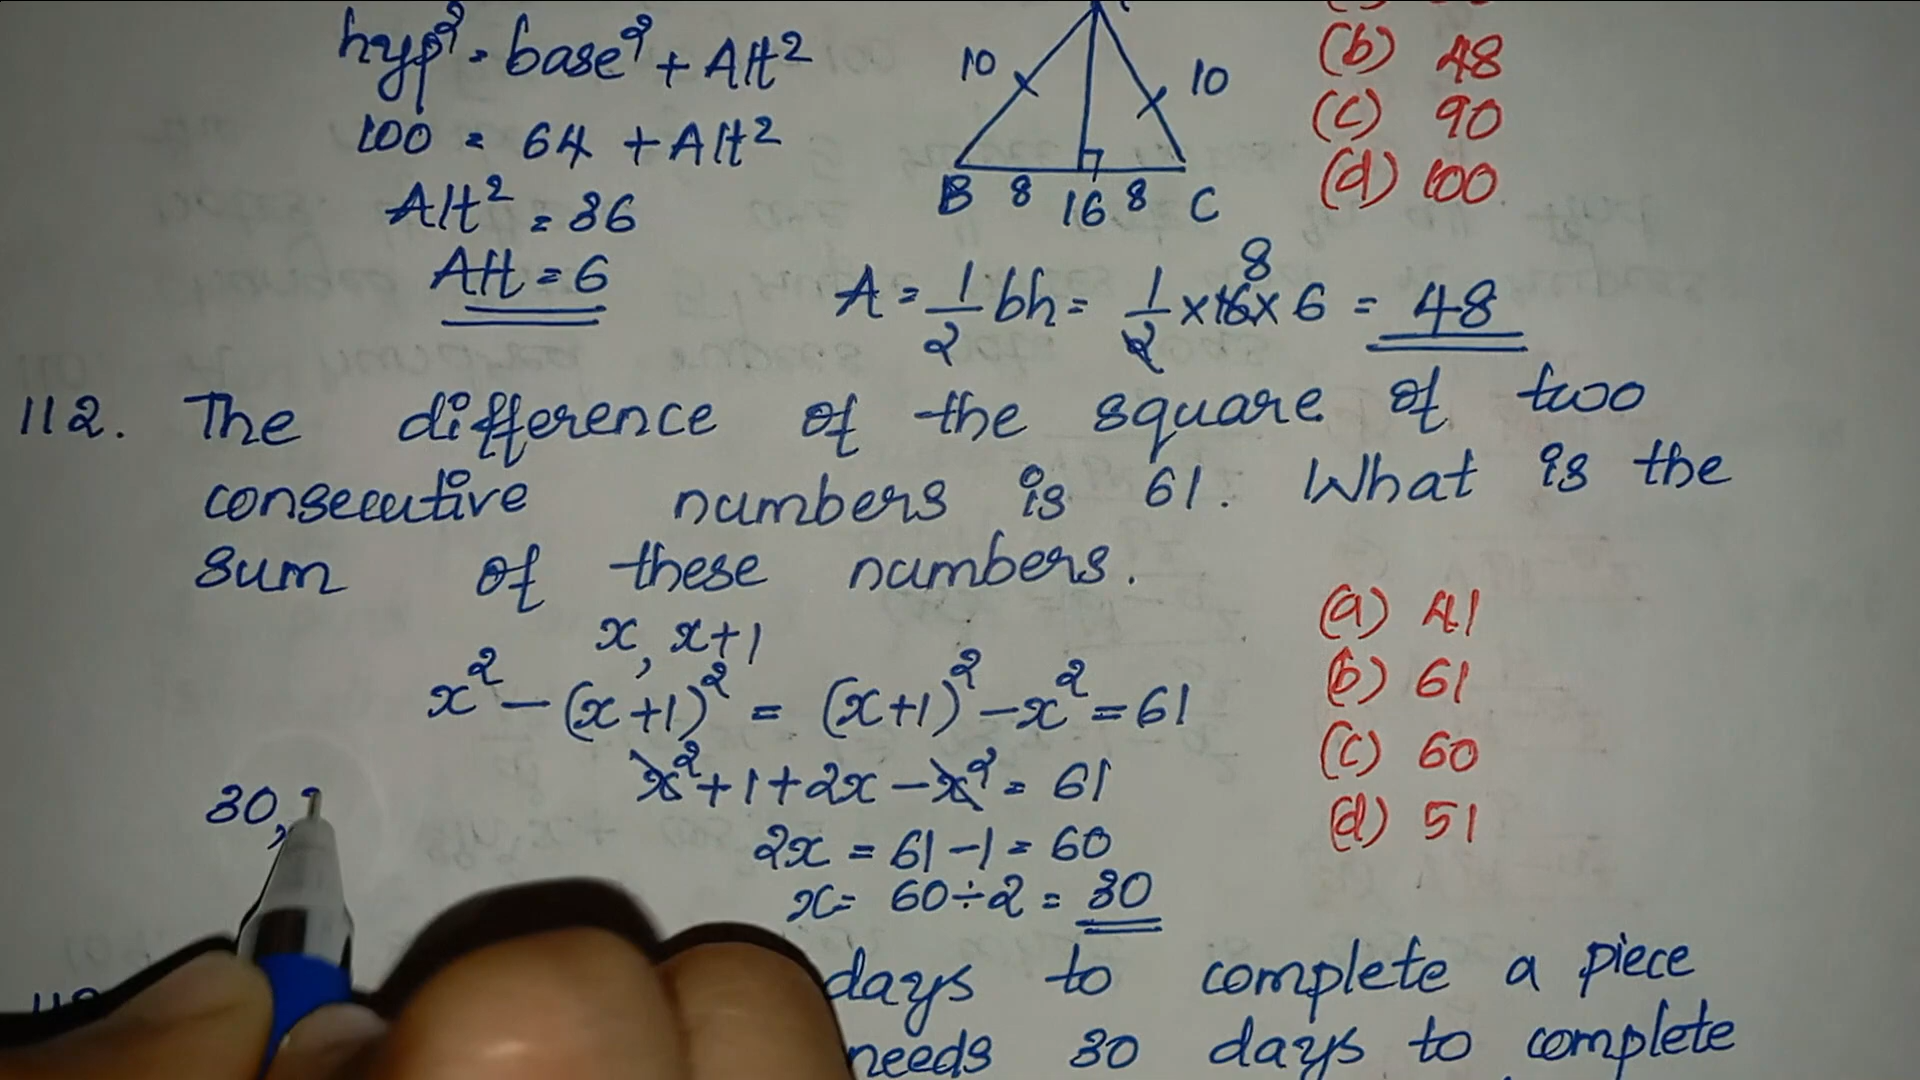 hyp² = base² + Alt²
100 = 64 + Alt²
Alt² = 36
Alt = 6
10
10
B 8 16 8 C
(b) 48
(c) 90
(d) 100
A = 1/2 bh = 1/2 × 16 × 6 = 48
8
112. The difference of the square of two
consecutive numbers is 61. What is the
sum of these numbers.
x, x+1
x² - (x+1)² = (x+1)² - x² = 61
x² + 1 + 2x - x² = 61
2x = 61 - 1 = 60
x = 60 ÷ 2 = 30
30,
(a) 41
(b) 61
(c) 60
(d) 51
days to complete a piece
needs 30 days to complete